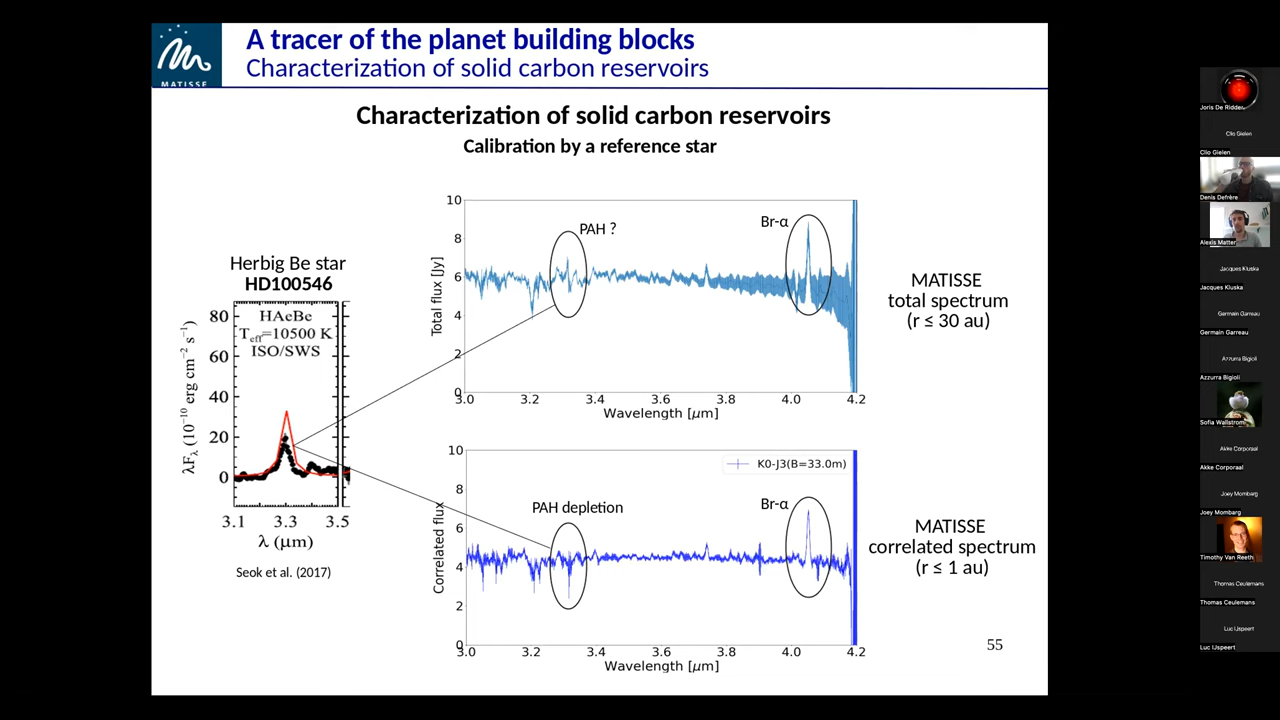 MATISSE
A tracer of the planet building blocks
Characterization of solid carbon reservoirs
Characterization of solid carbon reservoirs
Calibration by a reference star
Herbig Be star
HD100546
HAeBe
Teff=10500 K
ISO/SWS
80
60
40
20
0
λFλ (10⁻¹⁰ erg cm⁻² s⁻¹)
3.1 3.3 3.5
λ (μm)
Seok et al. (2017)
PAH ?
Br-α
10
8
6
4
2
0
Total flux [Jy]
3.0 3.2 3.4 3.6 3.8 4.0 4.2
Wavelength [μm]
MATISSE
total spectrum
(r ≤ 30 au)
K0-J3(B=33.0m)
PAH depletion
Br-α
10
8
6
4
2
0
Correlated flux
3.0 3.2 3.4 3.6 3.8 4.0 4.2
Wavelength [μm]
MATISSE
correlated spectrum
(r ≤ 1 au)
55
Joris De Ridder
Clio Gielen
Clio Gielen
Denis Defrère
Alexis Matter
Jacques Kluska
Jacques Kluska
Germain Garreau
Germain Garreau
Azzurra Bigioli
Azzurra Bigioli
Sofia Wallstrom
Akke Corporaal
Akke Corporaal
Joey Mombarg
Joey Mombarg
Timothy Van Reeth
Thomas Ceulemans
Thomas Ceulemans
Luc IJspeert
Luc IJspeert